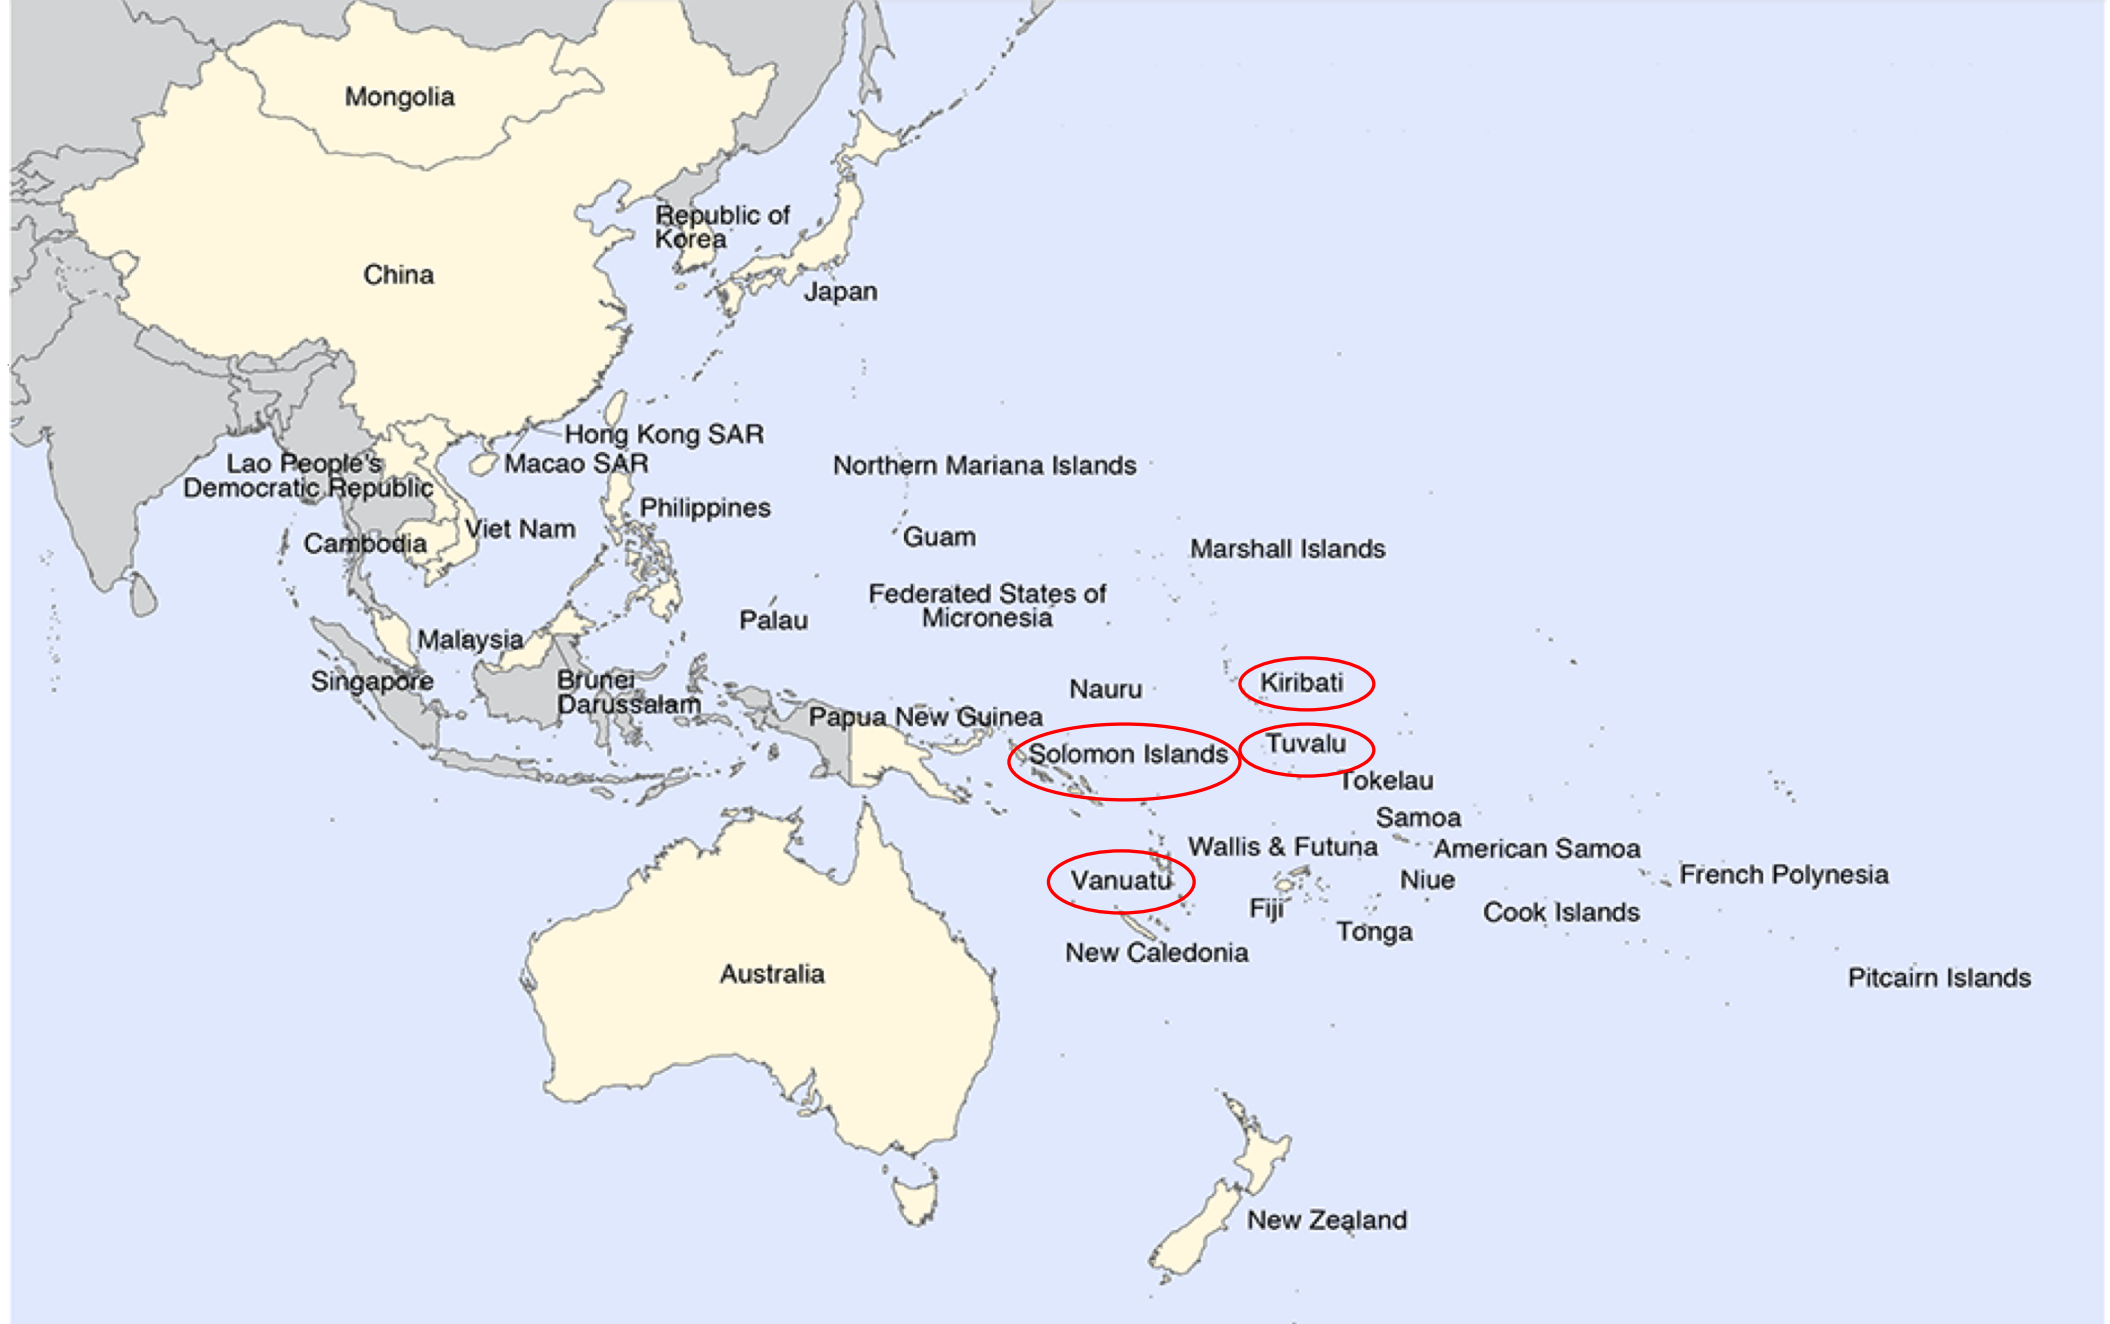 Mongolia
Republic of
Korea
China
Japan
Hong Kong SAR
Lao People's
Democratic Republic
Macao SAR
Northern Mariana Islands
Philippines
Viet Nam
Cambodia
Guam
Marshall Islands
Federated States of
Micronesia
Palau
Malaysia
Singapore
Brunei
Darussalam
Nauru
Kiribati
Papua New Guinea
Solomon Islands
Tuvalu
Tokelau
Samoa
Wallis & Futuna
American Samoa
Vanuatu
Niue
French Polynesia
Fiji
Cook Islands
Tonga
New Caledonia
Australia
Pitcairn Islands
New Zealand